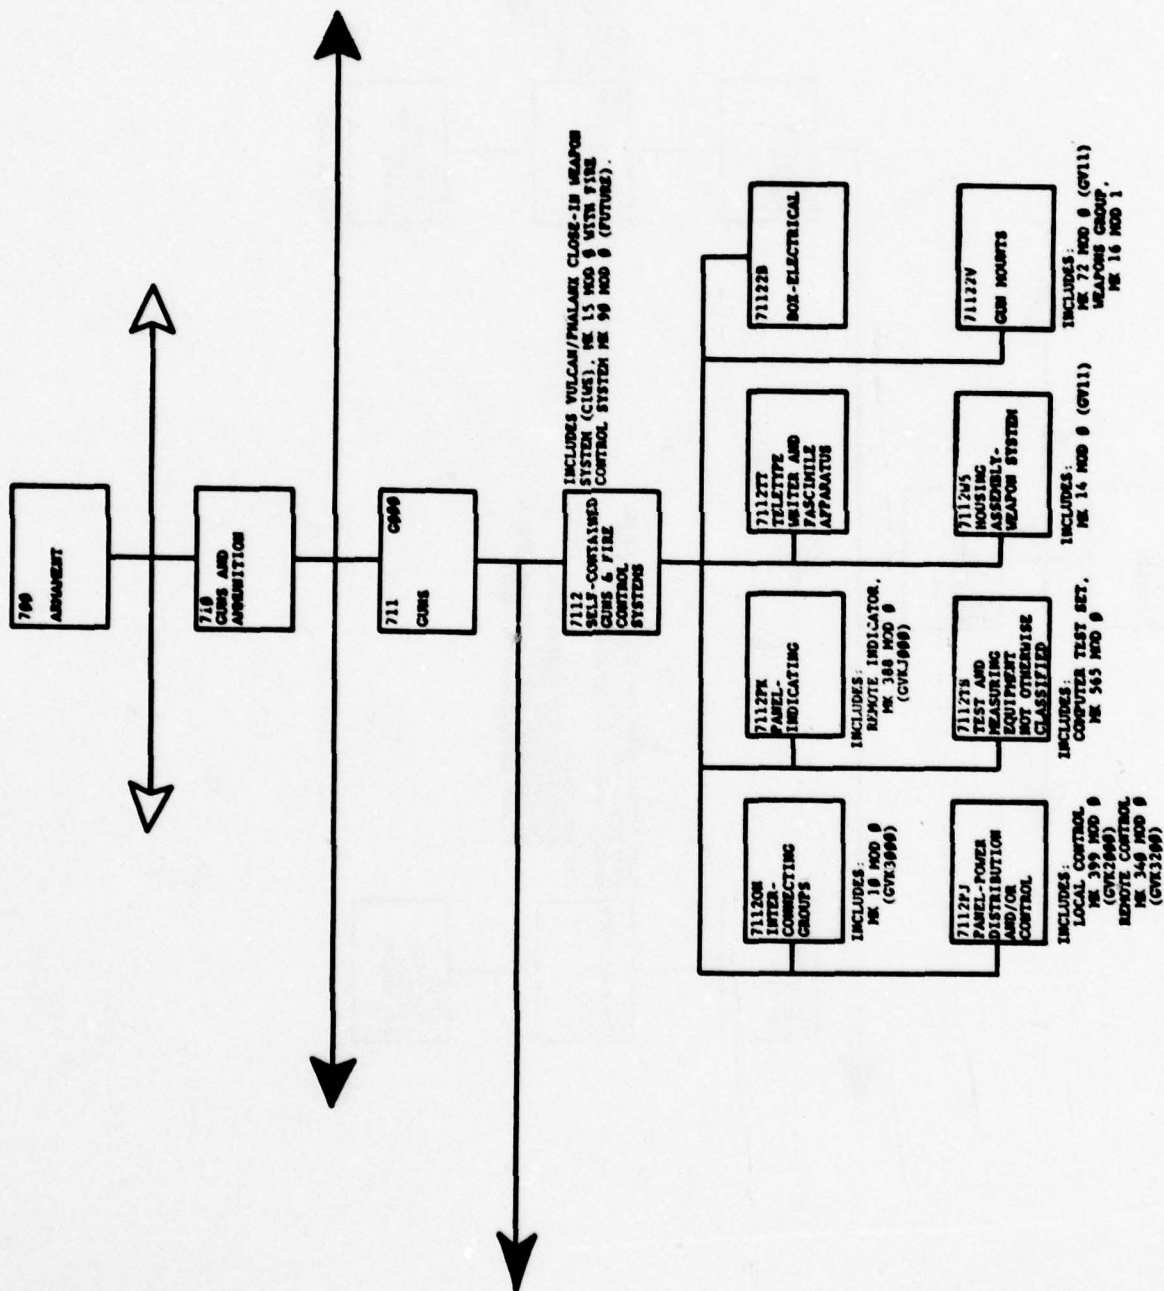 700
ARMAMENT
710
GUNS AND
AMMUNITION
711 G000
GUNS
7112
SELF-CONTAINED
GUNS & FIRE
CONTROL
SYSTEMS
INCLUDES VULCAN/PHALANX CLOSE-IN WEAPON
SYSTEM (CIWS), MK 15 MOD 0 WITH FIRE
CONTROL SYSTEM MK 90 MOD 0 (FUTURE).
7112ON
INTER-
CONNECTING
GROUPS
INCLUDES:
MK 10 MOD 0
(GVK3000)
7112PK
PANEL-
INDICATING
INCLUDES:
REMOTE INDICATOR,
MK 388 MOD 0
(GVKJ000)
7112TT
TELETYPE
WRITER AND
FASCIMILE
APPARATUS
71122B
BOX-ELECTRICAL
7112PJ
PANEL-POWER
DISTRIBUTION
AND/OR
CONTROL
INCLUDES:
LOCAL CONTROL
MK 399 MOD 0
(GVK2000)
REMOTE CONTROL
MK 340 MOD 0
(GVK3200)
7112TS
TEST AND
MEASURING
EQUIPMENT
NOT OTHERWISE
CLASSIFIED
INCLUDES:
COMPUTER TEST SET,
MK 565 MOD 0
7112WS
HOUSING
ASSEMBLY-
WEAPON SYSTEM
INCLUDES:
MK 14 MOD 0 (GV11)
71122V
GUN MOUNTS
INCLUDES:
MK 72 MOD 0 (GV11)
WEAPONS GROUP,
MK 16 MOD 1